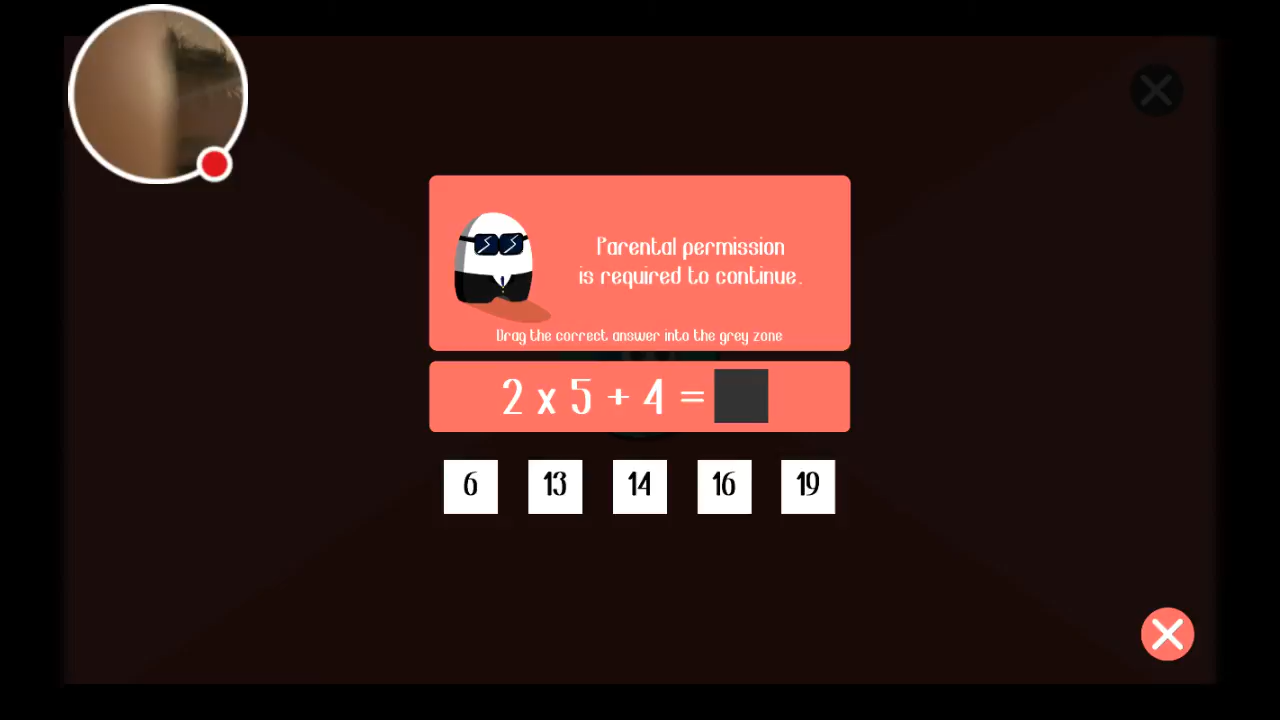 Parental permission
is required to continue.
Drag the correct answer into the grey zone
2 x 5 + 4 =
6 13 14 16 19